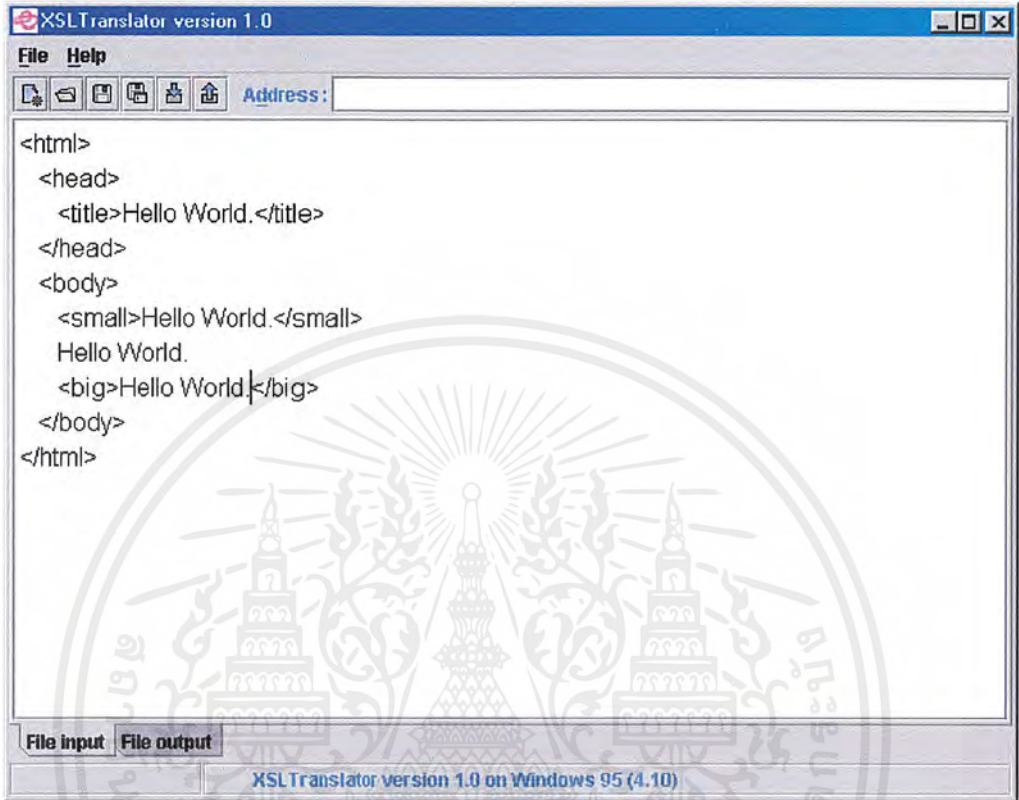 XSLTranslator version 1.0
File Help
Address:
<html>
<head>
<title>Hello World.</title>
</head>
<body>
<small>Hello World.</small>
Hello World.
<big>Hello World.</big>
</body>
</html>
File input File output
XSLTranslator version 1.0 on Windows 95 (4.10)